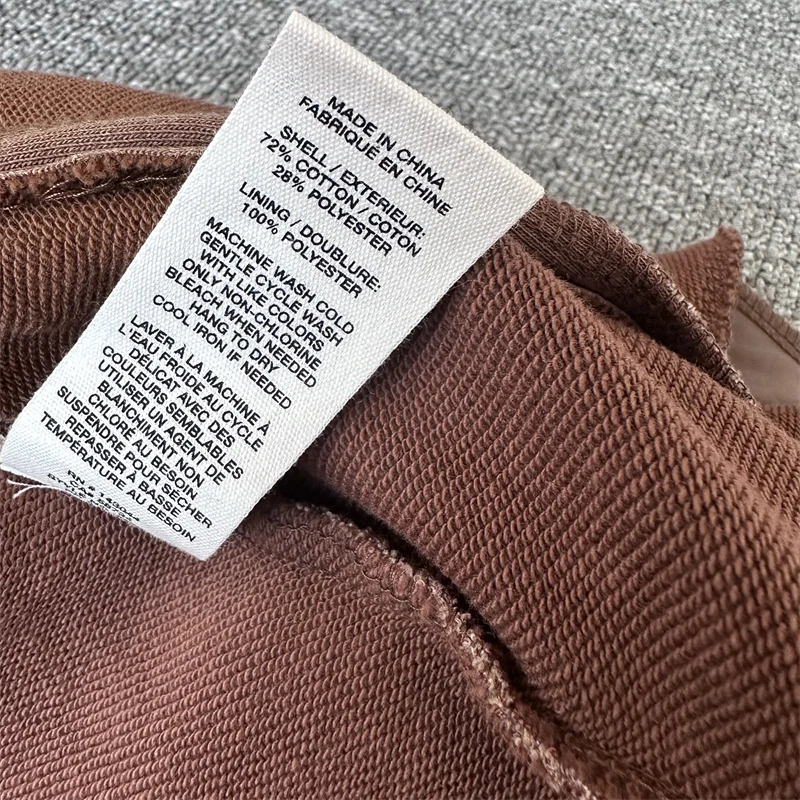 MADE IN CHINA
FABRIQUÉ EN CHINE
SHELL / EXTERIEUR:
72% COTTON / COTON
28% POLYESTER
LINING / DOUBLURE:
100% POLYESTER
MACHINE WASH COLD
GENTLE CYCLE WASH
WITH LIKE COLORS
ONLY NON-CHLORINE
BLEACH WHEN NEEDED
HANG TO DRY
COOL IRON IF NEEDED
LAVER À LA MACHINE À
L'EAU FROIDE AU CYCLE
DÉLICAT AVEC DES
COULEURS SEMBLABLES
UTILISER UN AGENT DE
BLANCHIMENT NON
CHLORE AU BESOIN
SUSPENDRE POUR SÉCHER
REPASSER À BASSE
TEMPÉRATURE AU BESOIN
RN#